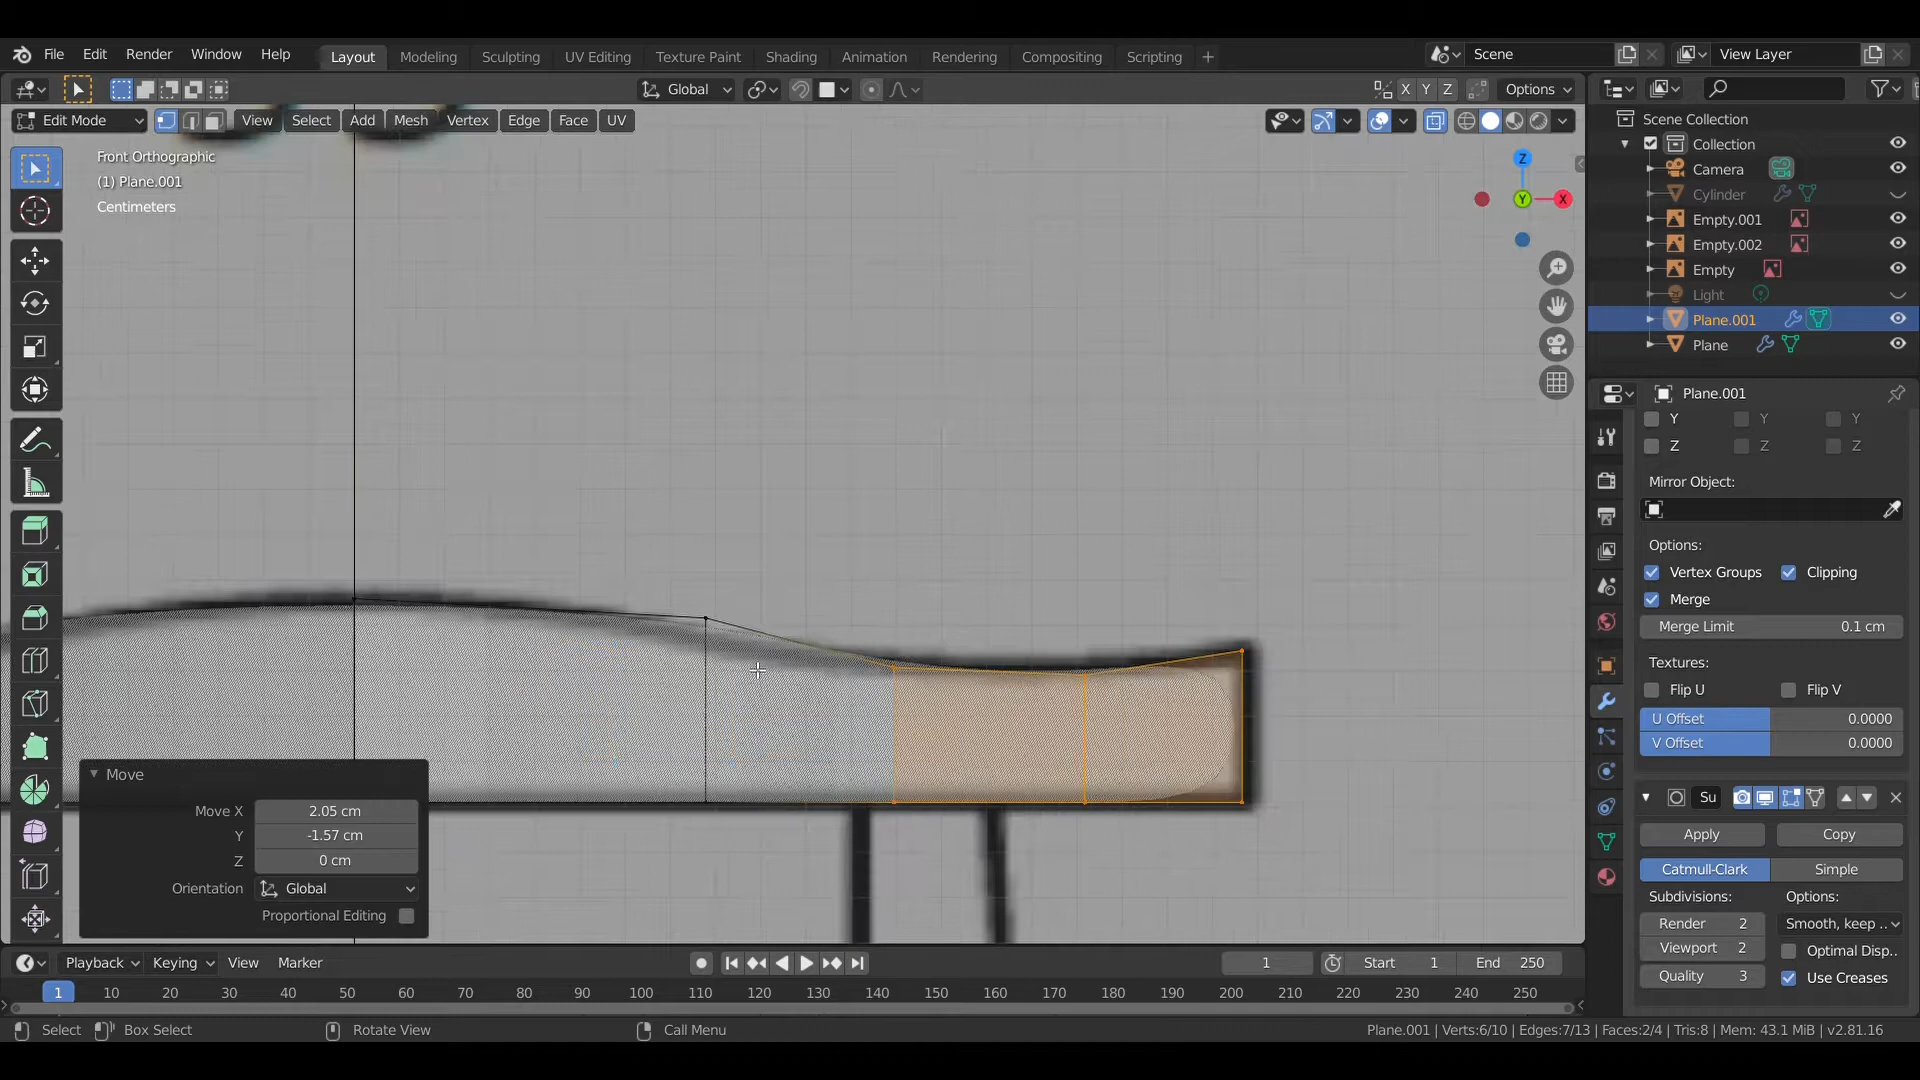 File Edit Render Window Help Layout Modeling Sculpting UV Editing Texture Paint Shading Animation Rendering Compositing Scripting + Scene View Layer
Global X Y Z Options
Edit Mode View Select Add Mesh Vertex Edge Face UV
Front Orthographic
(1) Plane.001
Centimeters
Z
Y
X
Scene Collection
Collection
Camera
Cylinder
Empty.001
Empty.002
Empty
Light
Plane.001
Plane
Plane.001
Y Y Y
Z Z Z
Mirror Object:
Options:
Vertex Groups Clipping
Merge
Merge Limit 0.1 cm
Textures:
Flip U Flip V
U Offset 0.0000
V Offset 0.0000
Su
Apply Copy
Catmull-Clark Simple
Subdivisions: Options:
Render 2 Smooth, keep ..
Viewport 2 Optimal Disp..
Quality 3 Use Creases
Move
Move X 2.05 cm
Y -1.57 cm
Z 0 cm
Orientation Global
Proportional Editing
Playback Keying View Marker 1 Start 1 End 250
1 10 20 30 40 50 60 70 80 90 100 110 120 130 140 150 160 170 180 190 200 210 220 230 240 250
Select Box Select Rotate View Call Menu Plane.001 | Verts:6/10 | Edges:7/13 | Faces:2/4 | Tris:8 | Mem: 43.1 MiB | v2.81.16